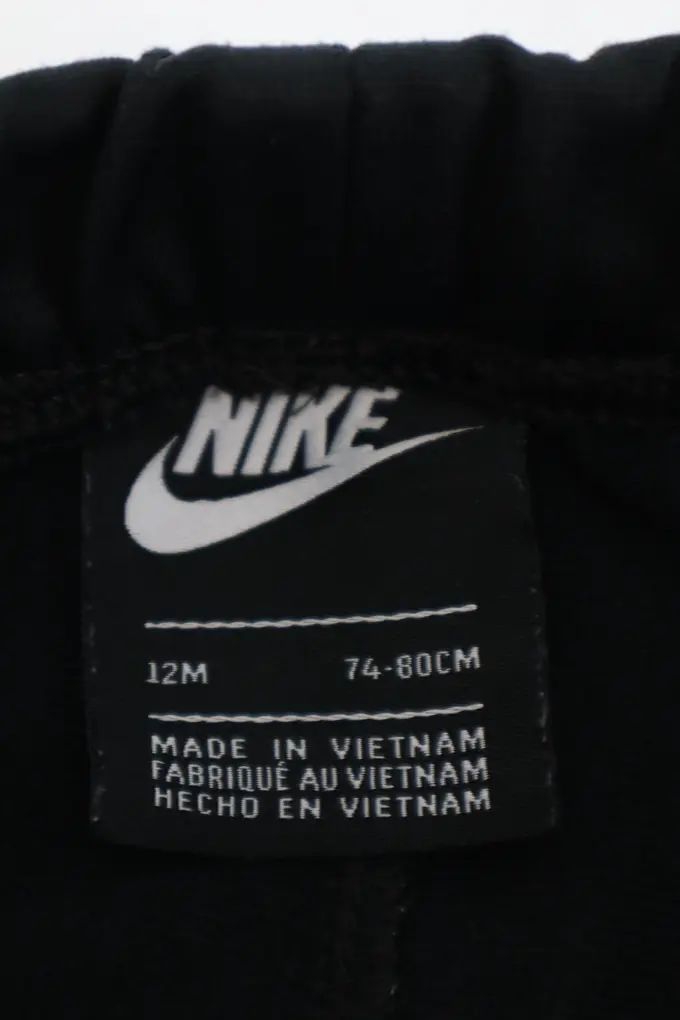 NIKE
12M 74-80CM
MADE IN VIETNAM
FABRIQUÉ AU VIETNAM
HECHO EN VIETNAM